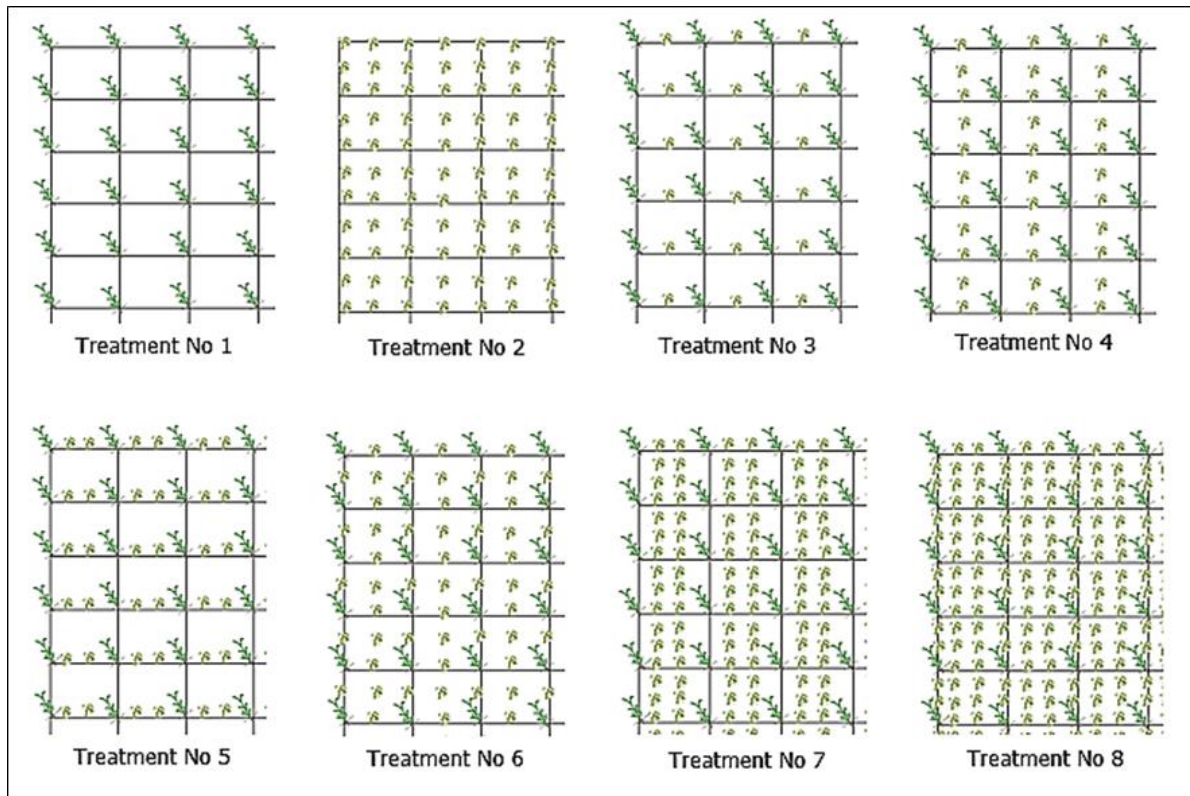 Treatment No 1
Treatment No 2
Treatment No 3
Treatment No 4
Treatment No 5
Treatment No 6
Treatment No 7
Treatment No 8